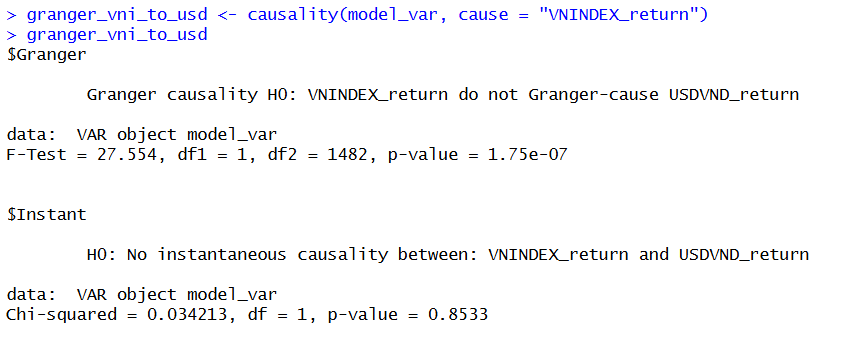 > granger_vni_to_usd <- causality(model_var, cause = "VNINDEX_return")
> granger_vni_to_usd
$Granger
Granger causality H0: VNINDEX_return do not Granger-cause USDVND_return
data:  VAR object model_var
F-Test = 27.554, df1 = 1, df2 = 1482, p-value = 1.75e-07
$Instant
H0: No instantaneous causality between: VNINDEX_return and USDVND_return
data:  VAR object model_var
Chi-squared = 0.034213, df = 1, p-value = 0.8533